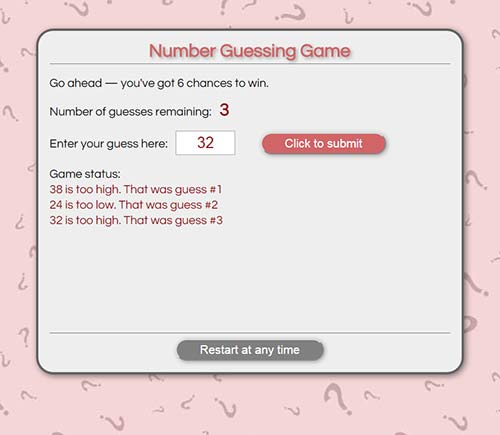 Number Guessing Game
Go ahead — you've got 6 chances to win.
Number of guesses remaining: 3
Enter your guess here: 32 Click to submit
Game status:
38 is too high. That was guess #1
24 is too low. That was guess #2
32 is too high. That was guess #3
Restart at any time